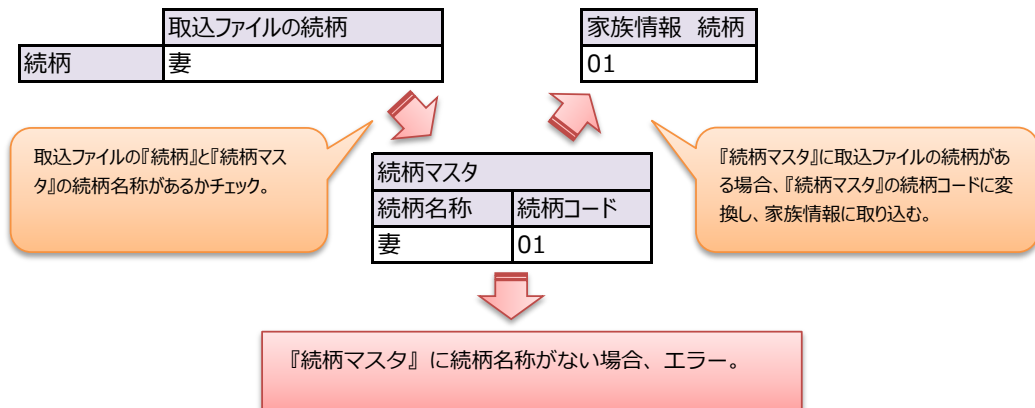 取込ファイルの続柄
続柄 妻
家族情報 続柄
01
取込ファイルの『続柄』と『続柄マス
タ』の続柄名称があるかチェック。
続柄マスタ
続柄名称 続柄コード
妻 01
『続柄マスタ』に取込ファイルの続柄があ
る場合、『続柄マスタ』の続柄コードに変
換し、家族情報に取り込む。
『続柄マスタ』に続柄名称がない場合、エラー。